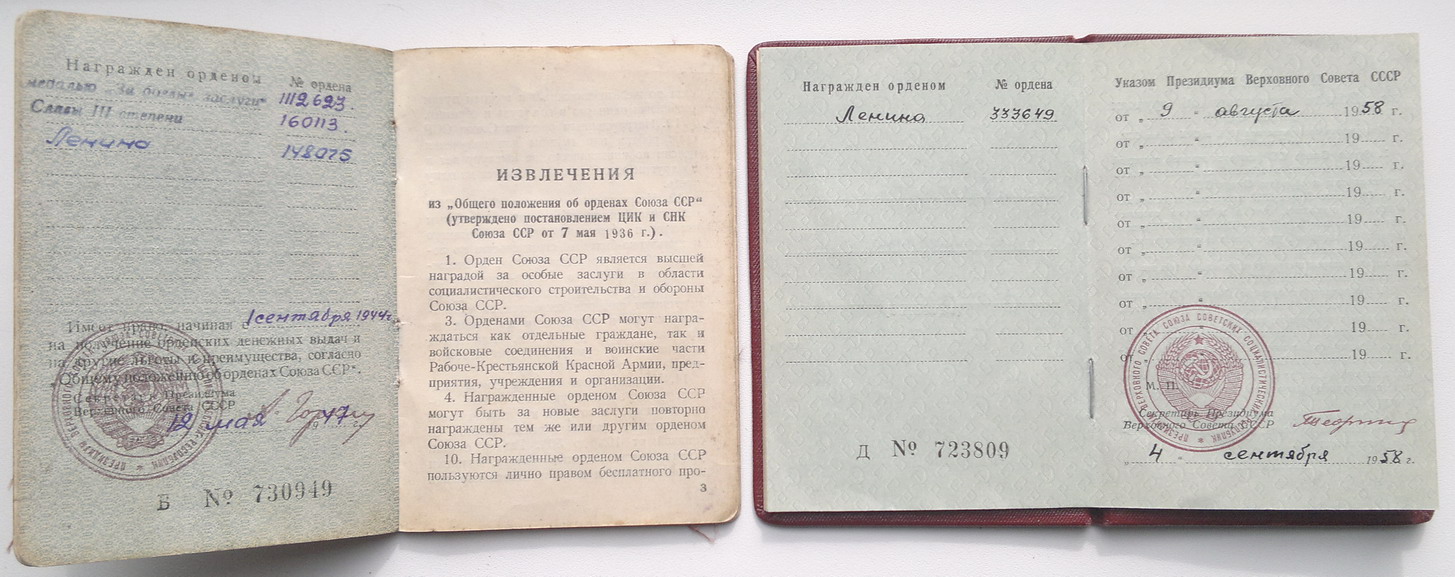 Награжден орденом № ордена
медалью „За боевые заслуги" 1112623.
Славы III степени 160113.
Ленина 148075
Имеет право, начиная с 1 сентября 1944 г.
на получение орденских денежных выдач и
на другие льготы и преимущества, согласно
„Общему положению об орденах Союза ССР".
Секретарь Президиума
Верховного Совета СССР
12 мая 47
Б № 730949
ИЗВЛЕЧЕНИЯ
из „Общего положения об орденах Союза ССР"
(утверждено постановлением ЦИК и СНК
Союза ССР от 7 мая 1936 г.).
1. Орден Союза ССР является высшей
наградой за особые заслуги в области
социалистического строительства и обороны
Союза ССР.
3. Орденами Союза ССР могут награ-
ждаться как отдельные граждане, так и
войсковые соединения и воинские части
Рабоче-Крестьянской Красной Армии, пред-
приятия, учреждения и организации.
4. Награжденные орденом Союза ССР
могут быть за новые заслуги повторно
награждены тем же или другим орденом
Союза ССР.
10. Награжденные орденом Союза ССР
пользуются лично правом бесплатного про-
3
Награжден орденом № ордена
Ленина 333649
Д № 723809
Указом Президиума Верховного Совета СССР
от „ 9 " августа 1958 г.
от „ " 19 г.
от „ " 19 г.
от „ " 19 г.
от „ " 19 г.
от „ " 19 г.
от „ " 19 г.
от „ " 19 г.
от „ " 19 г.
от „ " 19 г.
М. П.
Секретарь Президиума
Верховного Совета СССР
„ 4 " сентября 1958 г.